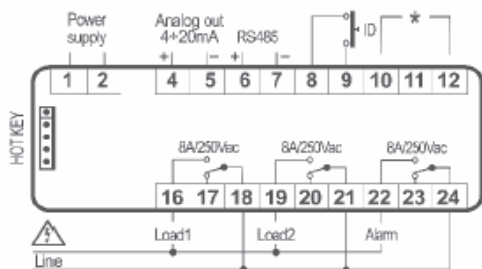 Power supply
Analog out 4÷20mA
RS485
ID
*
+ − + −
1 2 4 5 6 7 8 9 10 11 12
HOT KEY
8A/250Vac 8A/250Vac 8A/250Vac
16 17 18 19 20 21 22 23 24
Load1 Load2 Alarm
Line